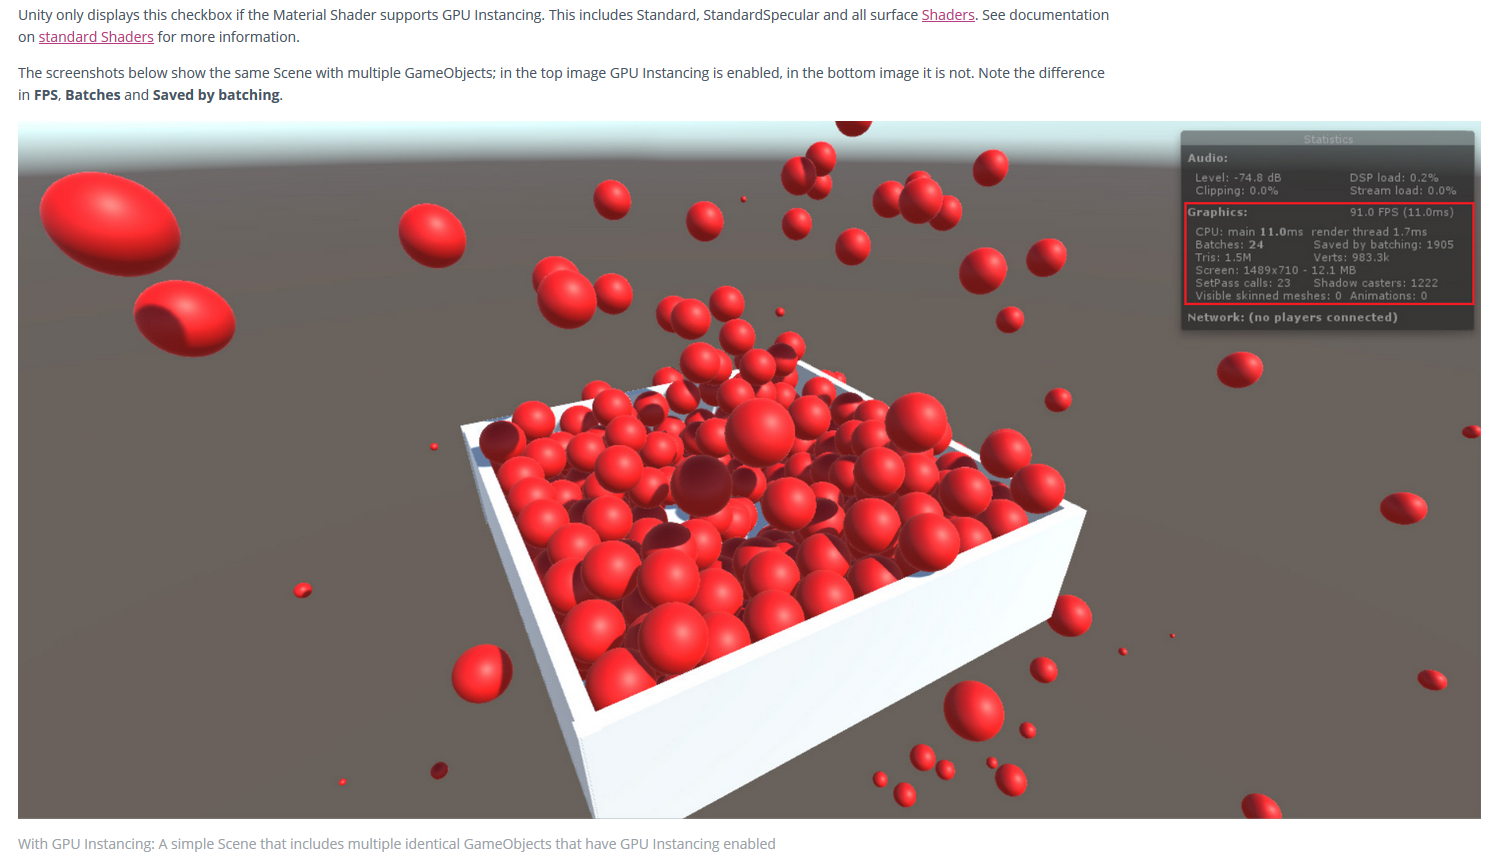 Unity only displays this checkbox if the Material Shader supports GPU Instancing. This includes Standard, StandardSpecular and all surface Shaders. See documentation
on standard Shaders for more information.
The screenshots below show the same Scene with multiple GameObjects; in the top image GPU Instancing is enabled, in the bottom image it is not. Note the difference
in FPS, Batches and Saved by batching.
Statistics
Audio:
Level: -74.8 dB DSP load: 0.2%
Clipping: 0.0% Stream load: 0.0%
Graphics: 91.0 FPS (11.0ms)
CPU: main 11.0ms render thread 1.7ms
Batches: 24 Saved by batching: 1905
Tris: 1.5M Verts: 983.3k
Screen: 1489x710 - 12.1 MB
SetPass calls: 23 Shadow casters: 1222
Visible skinned meshes: 0 Animations: 0
Network: (no players connected)
With GPU Instancing: A simple Scene that includes multiple identical GameObjects that have GPU Instancing enabled